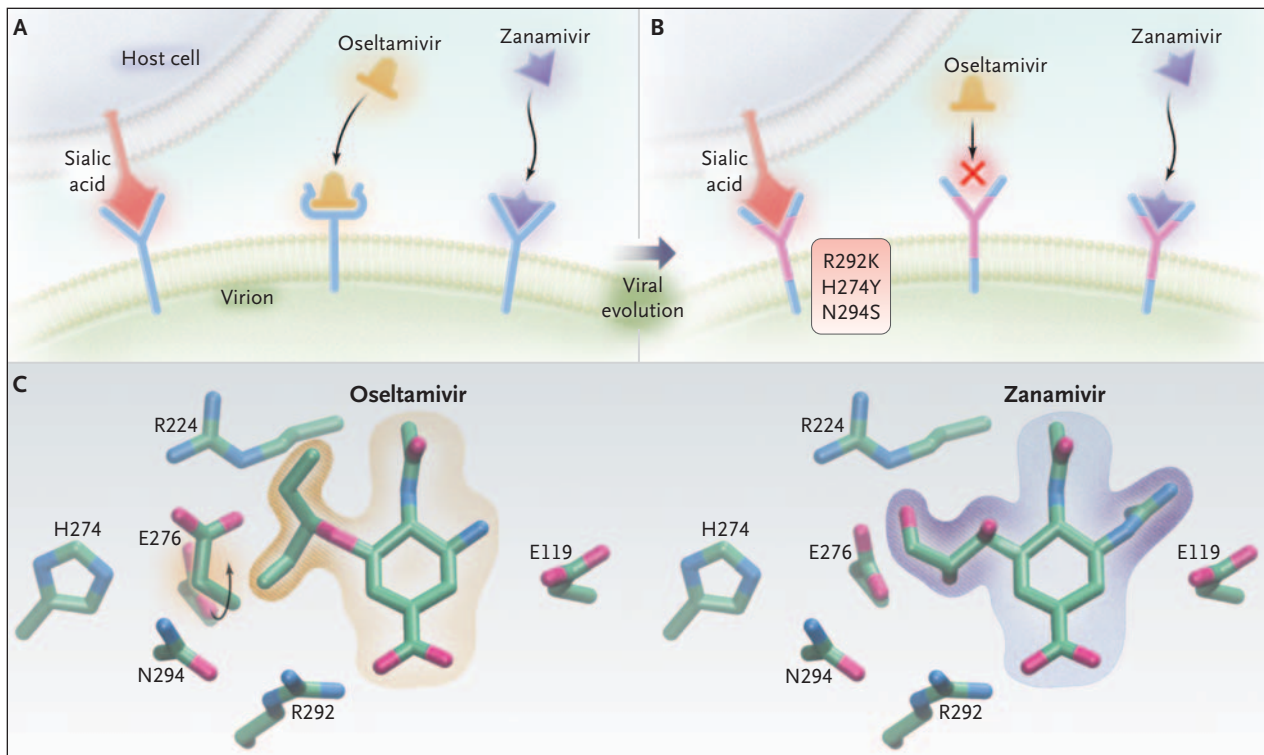 A
Host cell
Oseltamivir
Zanamivir
Sialic
acid
Virion
Viral
evolution
B
Oseltamivir
Zanamivir
Sialic
acid
R292K
H274Y
N294S
C
Oseltamivir
R224
H274
E276
E119
N294
R292
Zanamivir
R224
H274
E276
E119
N294
R292